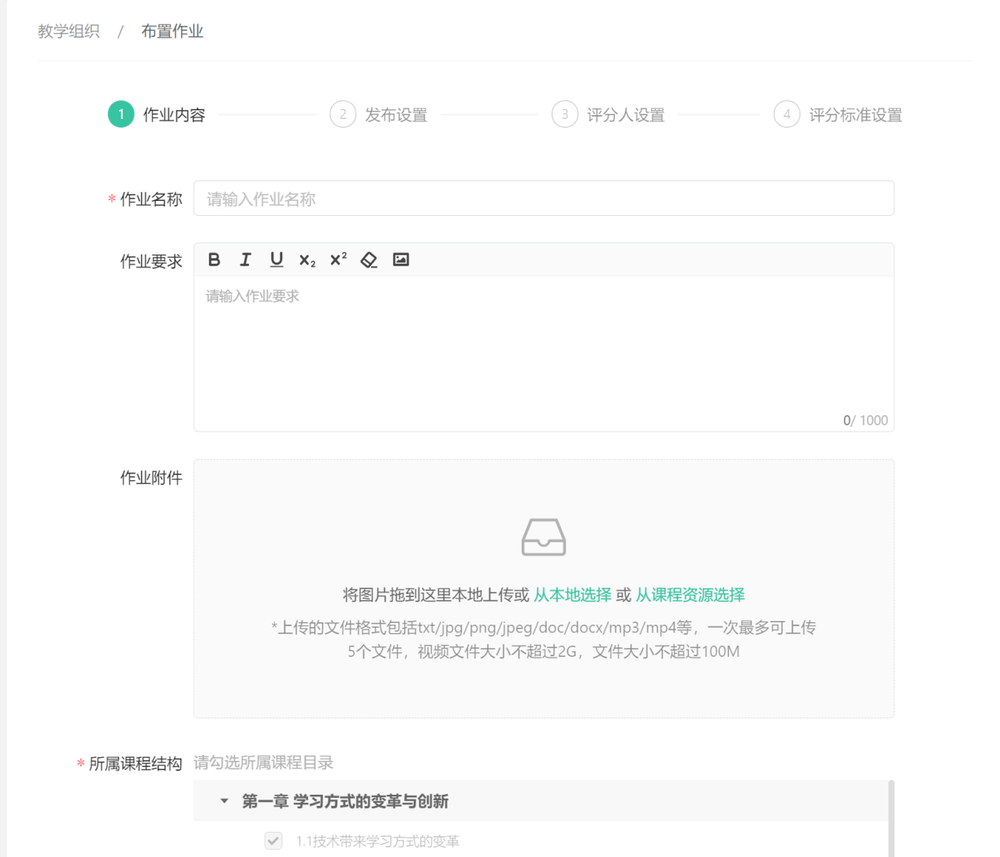 教学组织 / 布置作业
1 作业内容 2 发布设置 3 评分人设置 4 评分标准设置
* 作业名称 请输入作业名称
作业要求 B I U x₂ x²
请输入作业要求
0/ 1000
作业附件
将图片拖到这里本地上传或 从本地选择 或 从课程资源选择
*上传的文件格式包括txt/jpg/png/jpeg/doc/docx/mp3/mp4等，一次最多可上传
5个文件，视频文件大小不超过2G，文件大小不超过100M
* 所属课程结构 请勾选所属课程目录
第一章 学习方式的变革与创新
1.1技术带来学习方式的变革